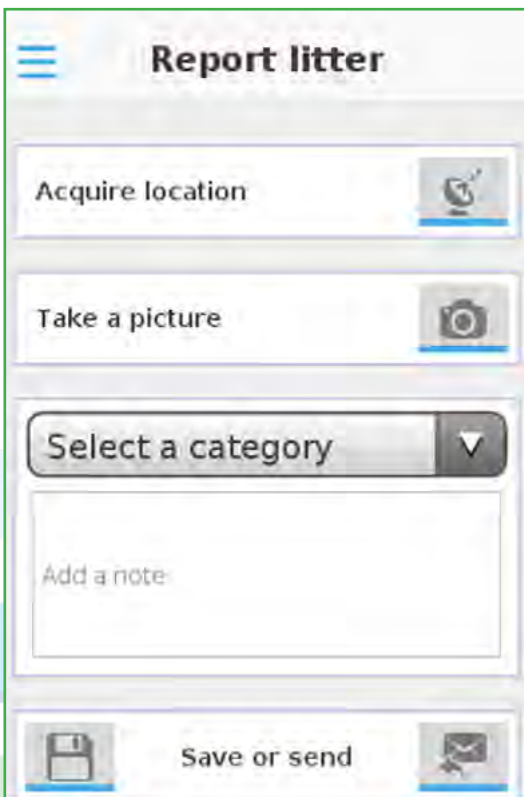 Report litter
Acquire location
Take a picture
Select a category
Add a note
Save or send